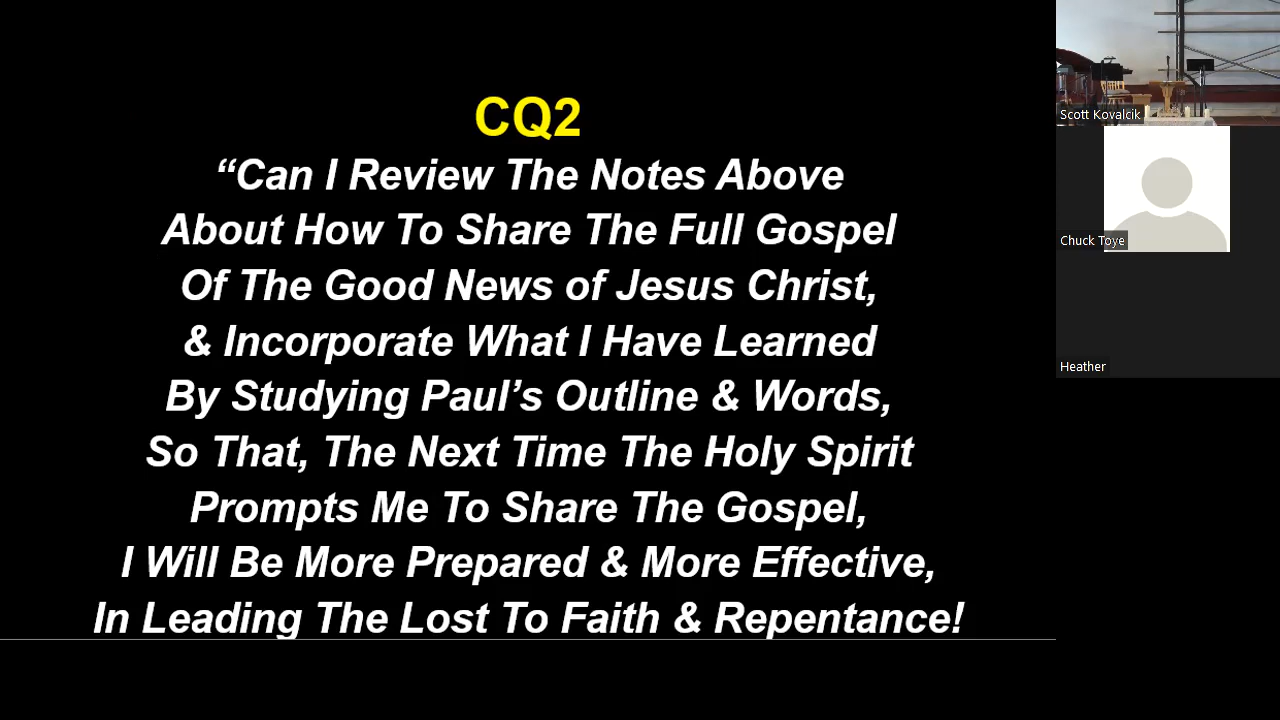 CQ2
“Can I Review The Notes Above
About How To Share The Full Gospel
Of The Good News of Jesus Christ,
& Incorporate What I Have Learned
By Studying Paul’s Outline & Words,
So That, The Next Time The Holy Spirit
Prompts Me To Share The Gospel,
I Will Be More Prepared & More Effective,
In Leading The Lost To Faith & Repentance!
Scott Kovalcik
Chuck Toye
Heather